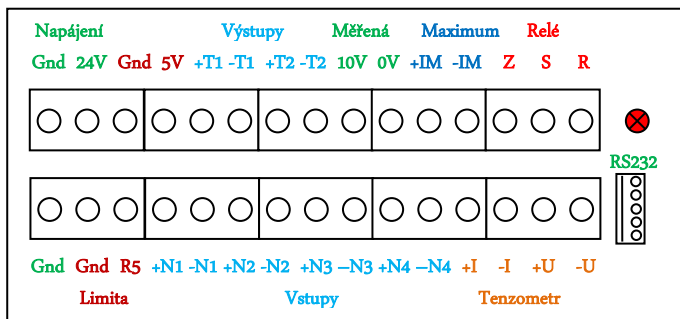 Napájení Výstupy Měřená Maximum Relé
Gnd 24V Gnd 5V +T1 -T1 +T2 -T2 10V 0V +IM -IM Z S R
RS232
Gnd Gnd R5 +N1 -N1 +N2 -N2 +N3 –N3 +N4 –N4 +I -I +U -U
Limita Vstupy Tenzometr